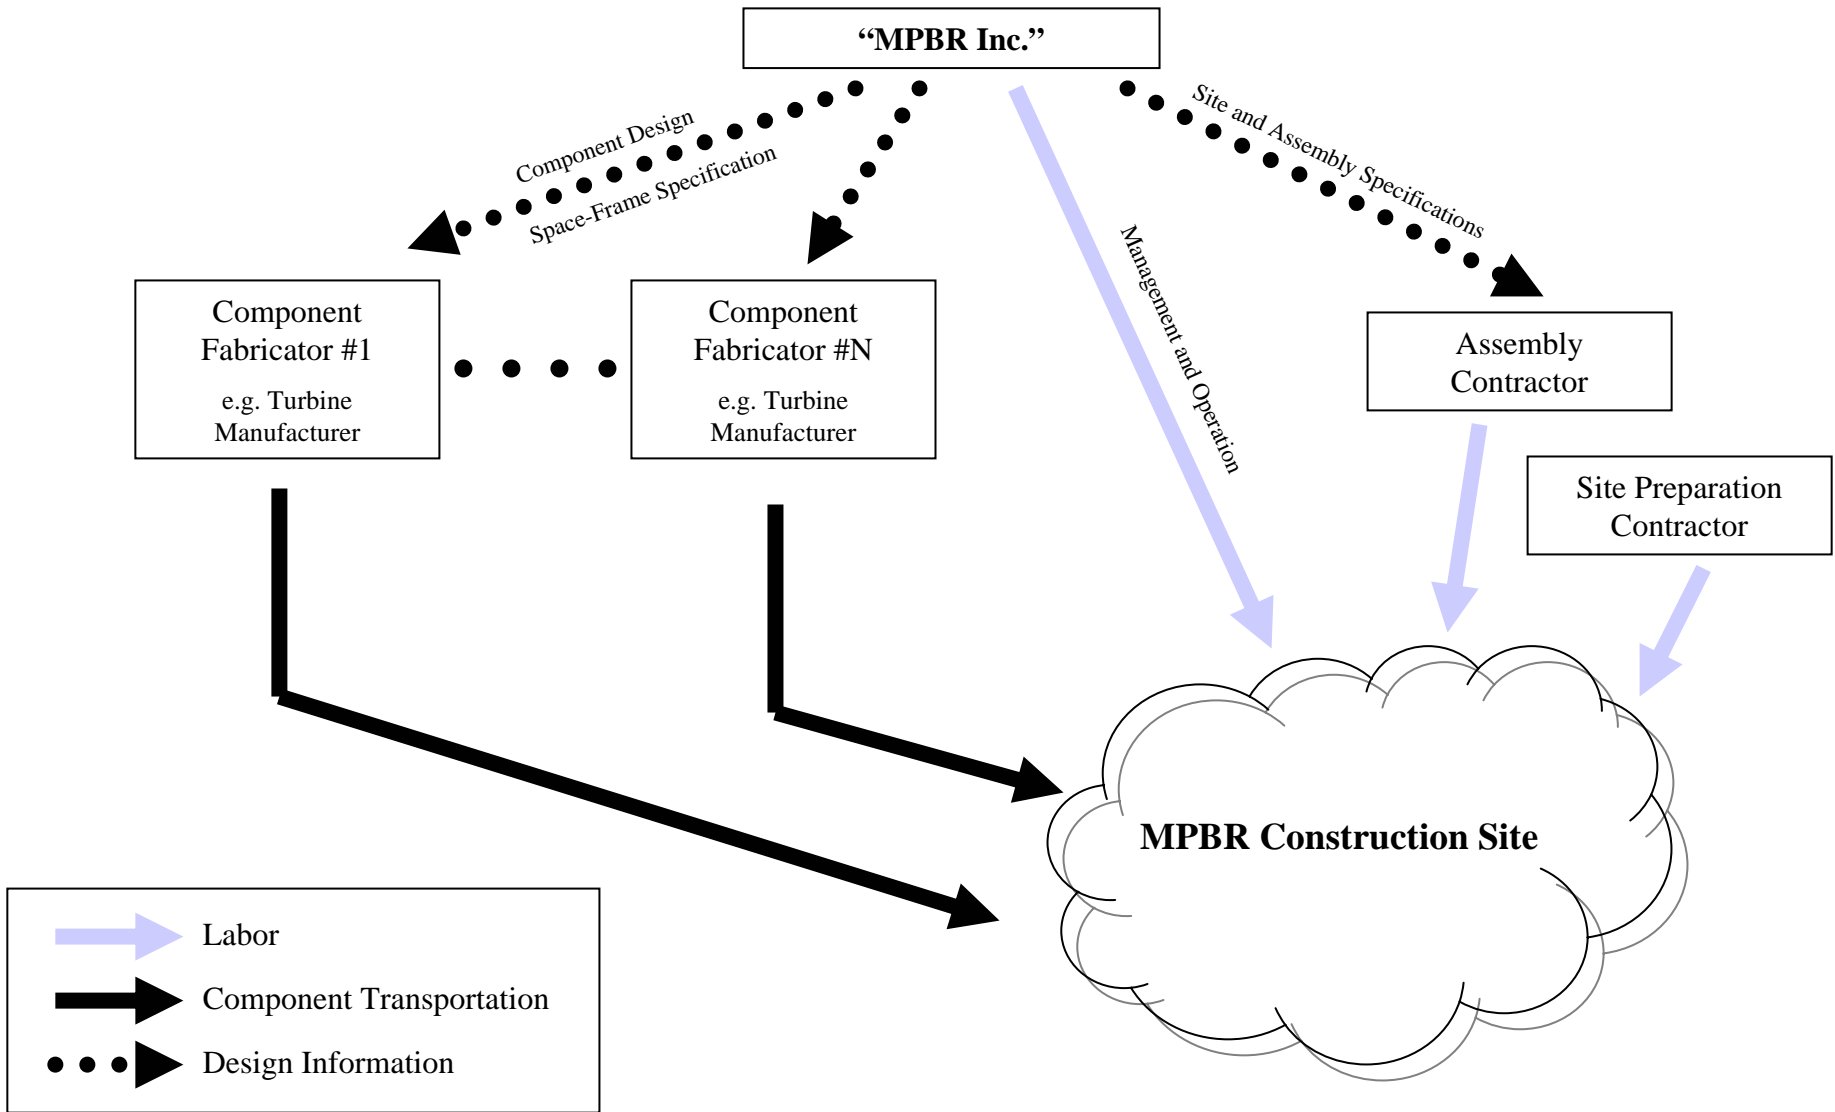 “MPBR Inc.”
Component Design
Space-Frame Specification
Site and Assembly Specifications
Management and Operation
Component
Fabricator #1
e.g. Turbine
Manufacturer
Component
Fabricator #N
e.g. Turbine
Manufacturer
Assembly
Contractor
Site Preparation
Contractor
MPBR Construction Site
Labor
Component Transportation
Design Information